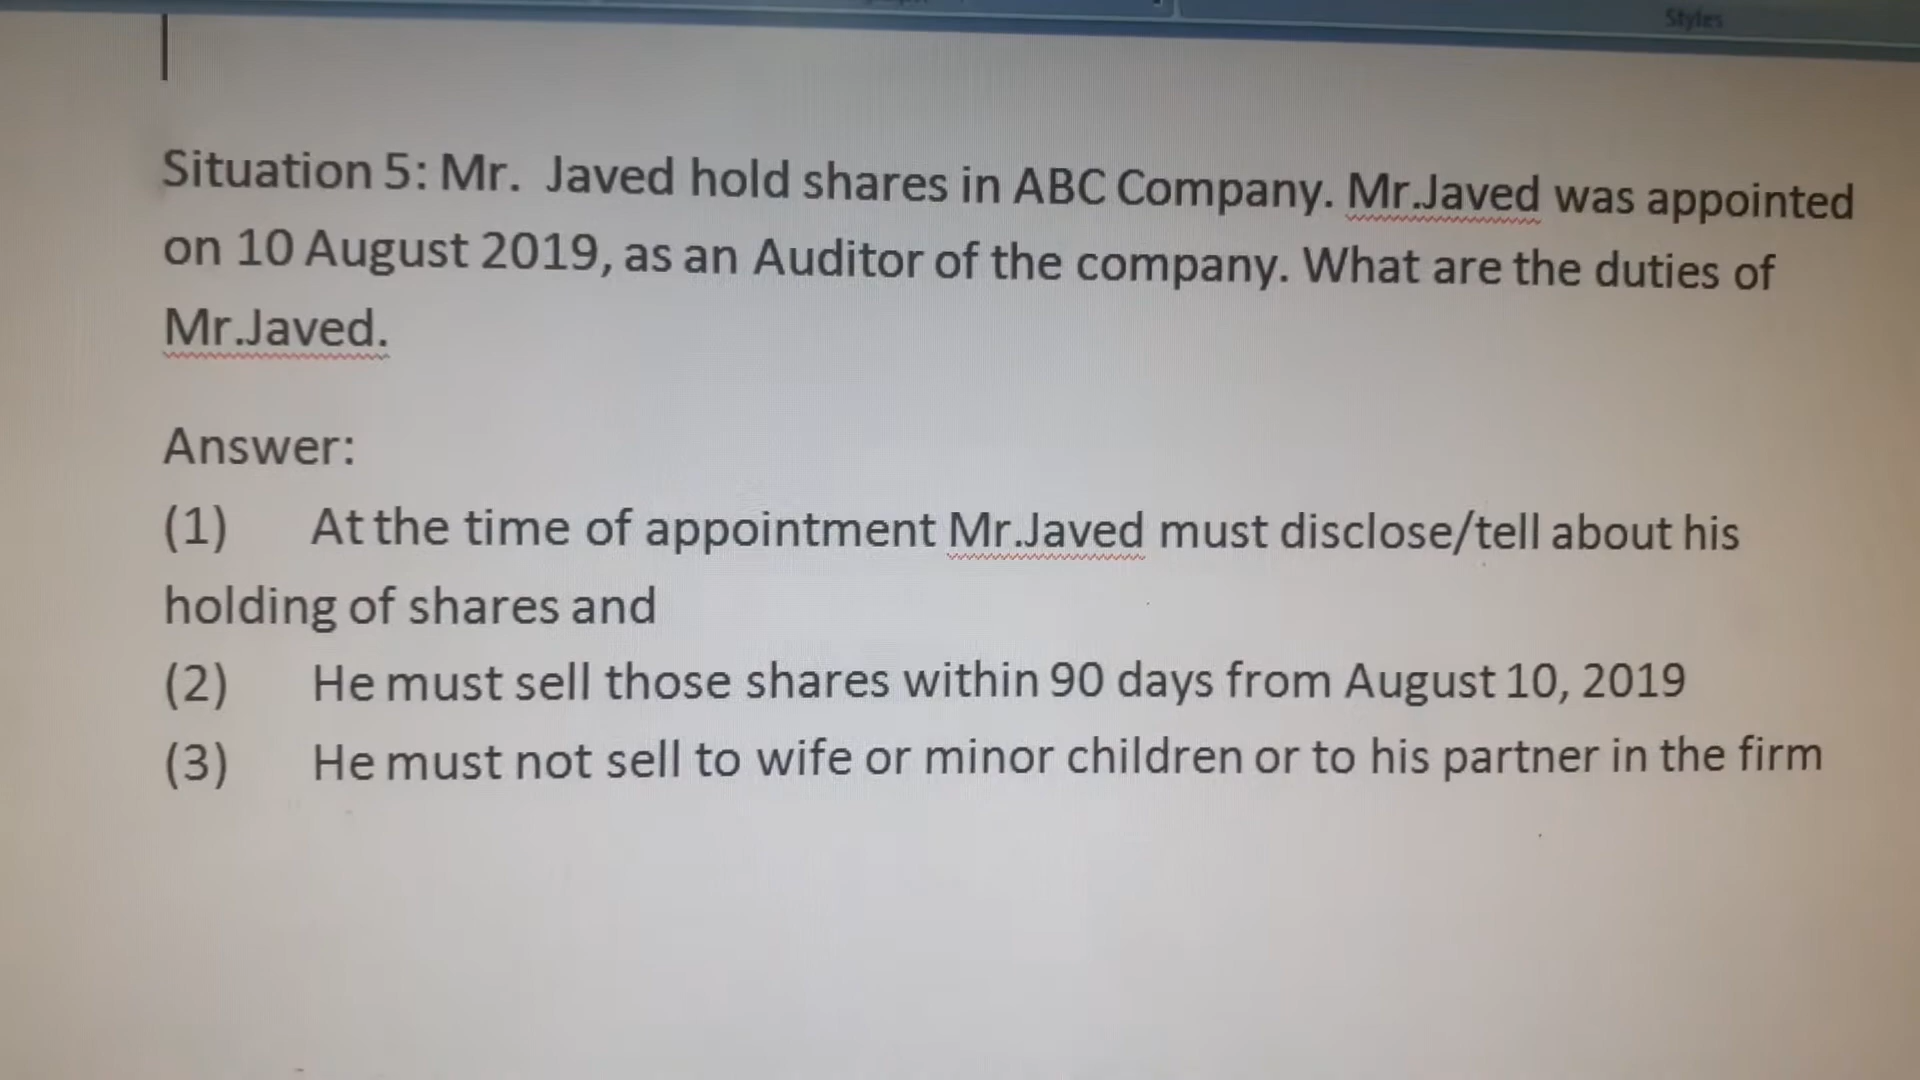 Styles
Situation 5: Mr. Javed hold shares in ABC Company. Mr.Javed was appointed
on 10 August 2019, as an Auditor of the company. What are the duties of
Mr.Javed.
Answer:
(1) At the time of appointment Mr.Javed must disclose/tell about his
holding of shares and
(2) He must sell those shares within 90 days from August 10, 2019
(3) He must not sell to wife or minor children or to his partner in the firm